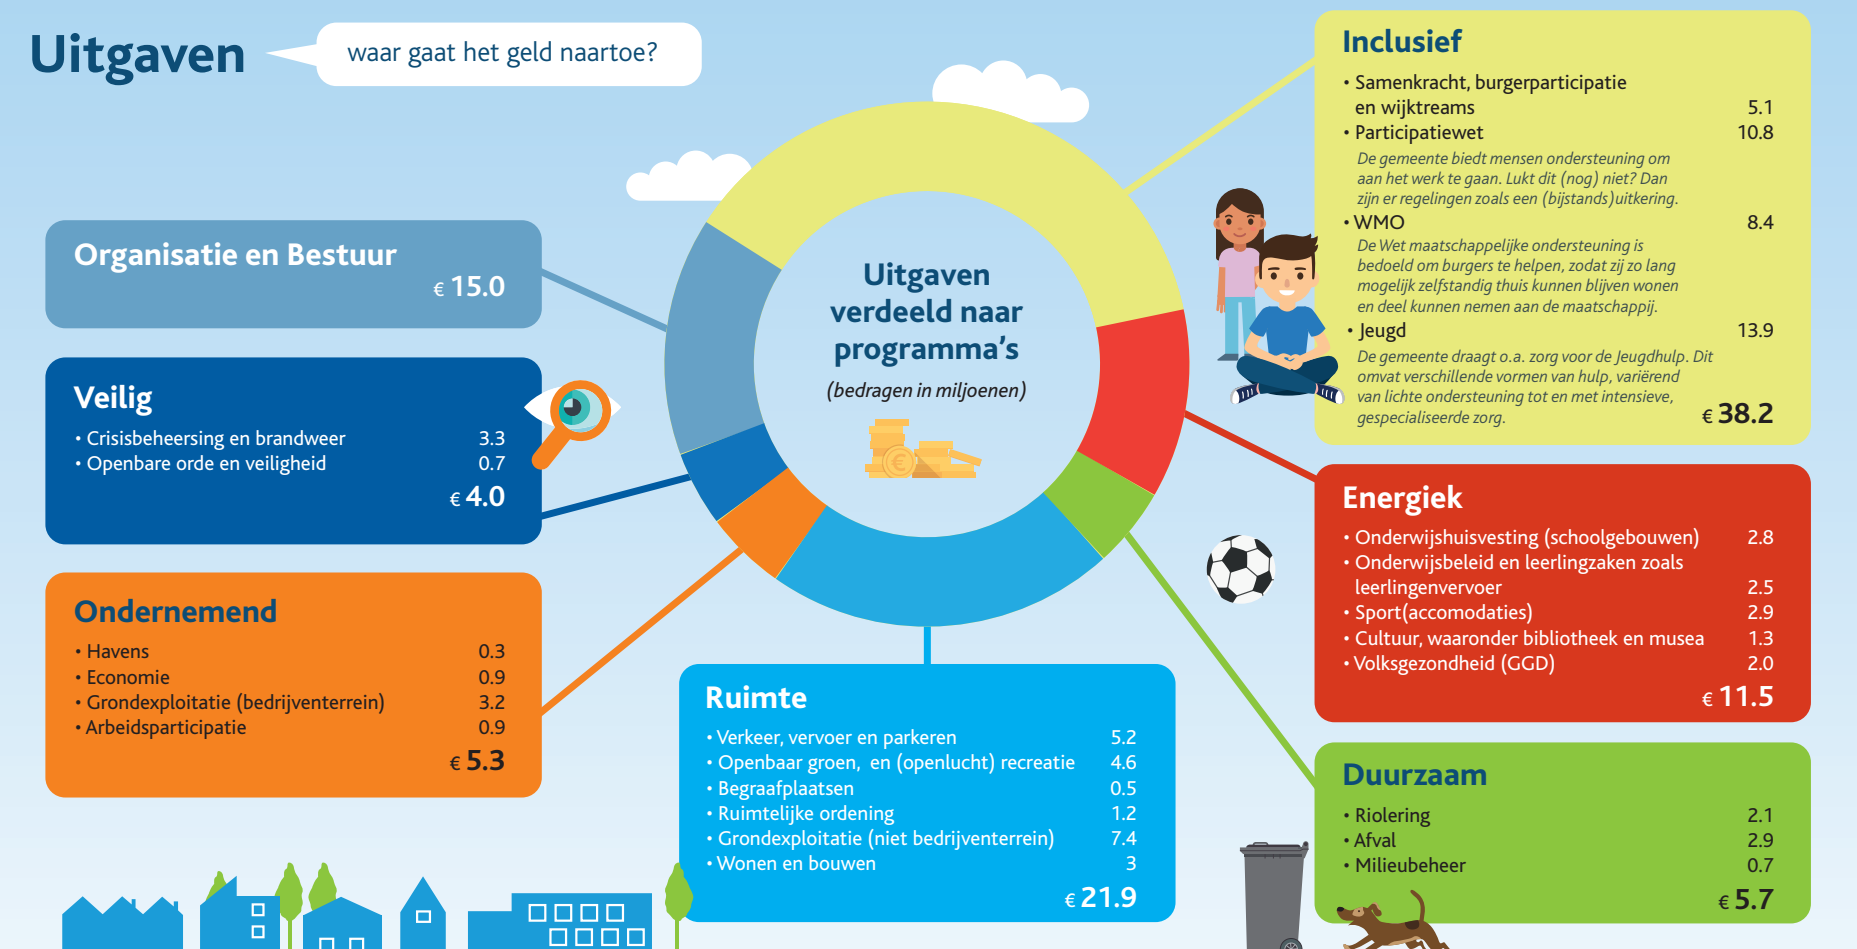 Uitgaven
waar gaat het geld naartoe?
Organisatie en Bestuur
€ 15.0
Veilig
• Crisisbeheersing en brandweer 3.3
• Openbare orde en veiligheid 0.7
€ 4.0
Ondernemend
• Havens 0.3
• Economie 0.9
• Grondexploitatie (bedrijventerrein) 3.2
• Arbeidsparticipatie 0.9
€ 5.3
Uitgaven
verdeeld naar
programma's
(bedragen in miljoenen)
€
Ruimte
• Verkeer, vervoer en parkeren 5.2
• Openbaar groen, en (openlucht) recreatie 4.6
• Begraafplaatsen 0.5
• Ruimtelijke ordening 1.2
• Grondexploitatie (niet bedrijventerrein) 7.4
• Wonen en bouwen 3
€ 21.9
Inclusief
• Samenkracht, burgerparticipatie
en wijktreams 5.1
• Participatiewet 10.8
De gemeente biedt mensen ondersteuning om
aan het werk te gaan. Lukt dit (nog) niet? Dan
zijn er regelingen zoals een (bijstands)uitkering.
• WMO 8.4
De Wet maatschappelijke ondersteuning is
bedoeld om burgers te helpen, zodat zij zo lang
mogelijk zelfstandig thuis kunnen blijven wonen
en deel kunnen nemen aan de maatschappij.
• Jeugd 13.9
De gemeente draagt o.a. zorg voor de Jeugdhulp. Dit
omvat verschillende vormen van hulp, variërend
van lichte ondersteuning tot en met intensieve,
gespecialiseerde zorg.
€ 38.2
Energiek
• Onderwijshuisvesting (schoolgebouwen) 2.8
• Onderwijsbeleid en leerlingzaken zoals
leerlingenvervoer 2.5
• Sport(accomodaties) 2.9
• Cultuur, waaronder bibliotheek en musea 1.3
• Volksgezondheid (GGD) 2.0
€ 11.5
Duurzaam
• Riolering 2.1
• Afval 2.9
• Milieubeheer 0.7
€ 5.7